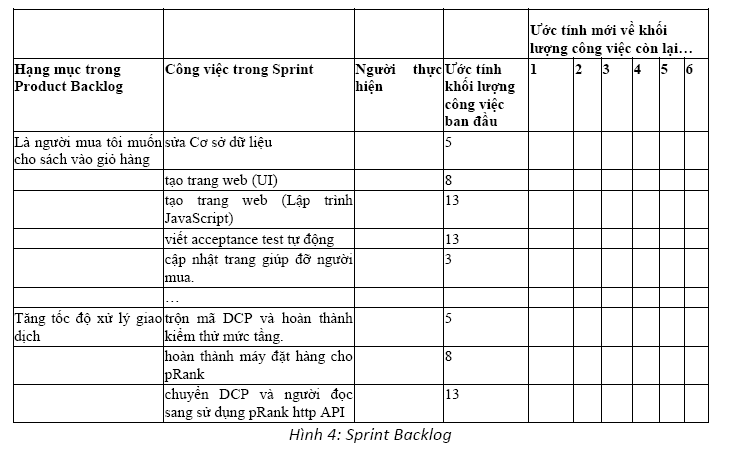 Ước tính mới về khối
lượng công việc còn lại…
Hạng mục trong
Product Backlog
Công việc trong Sprint
Người thực
hiện
Ước tính
khối lượng
công việc
ban đầu
1 2 3 4 5 6
Là người mua tôi muốn
cho sách vào giỏ hàng
sửa Cơ sở dữ liệu
5
tạo trang web (UI)
8
tạo trang web (Lập trình
JavaScript)
13
viết acceptance test tự động
13
cập nhật trang giúp đỡ người
mua.
3
…
Tăng tốc độ xử lý giao
dịch
trộn mã DCP và hoàn thành
kiểm thử mức tầng.
5
hoàn thành máy đặt hàng cho
pRank
8
chuyển DCP và người đọc
sang sử dụng pRank http API
13
Hình 4: Sprint Backlog